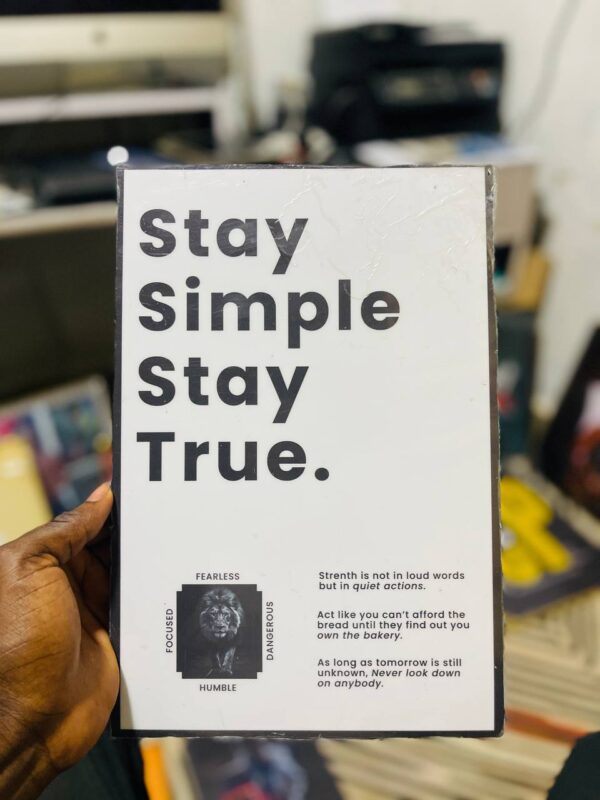 Stay
Simple
Stay
True.
FEARLESS
FOCUSED
DANGEROUS
HUMBLE
Strenth is not in loud words
but in quiet actions.
Act like you can't afford the
bread until they find out you
own the bakery.
As long as tomorrow is still
unknown, Never look down
on anybody.